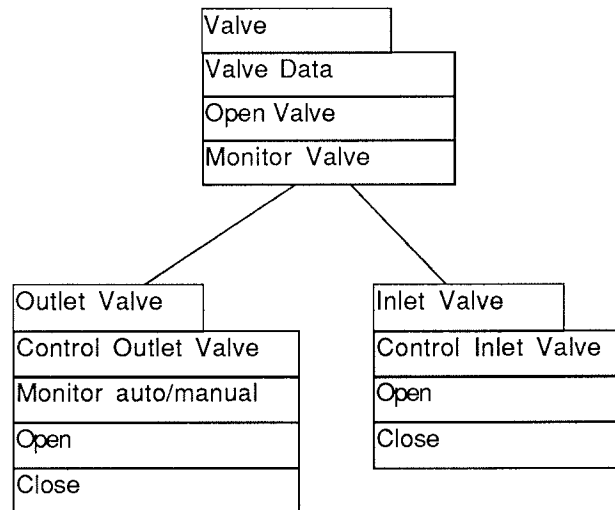 Valve
Valve Data
Open Valve
Monitor Valve
Outlet Valve
Control Outlet Valve
Monitor auto/manual
Open
Close
Inlet Valve
Control Inlet Valve
Open
Close